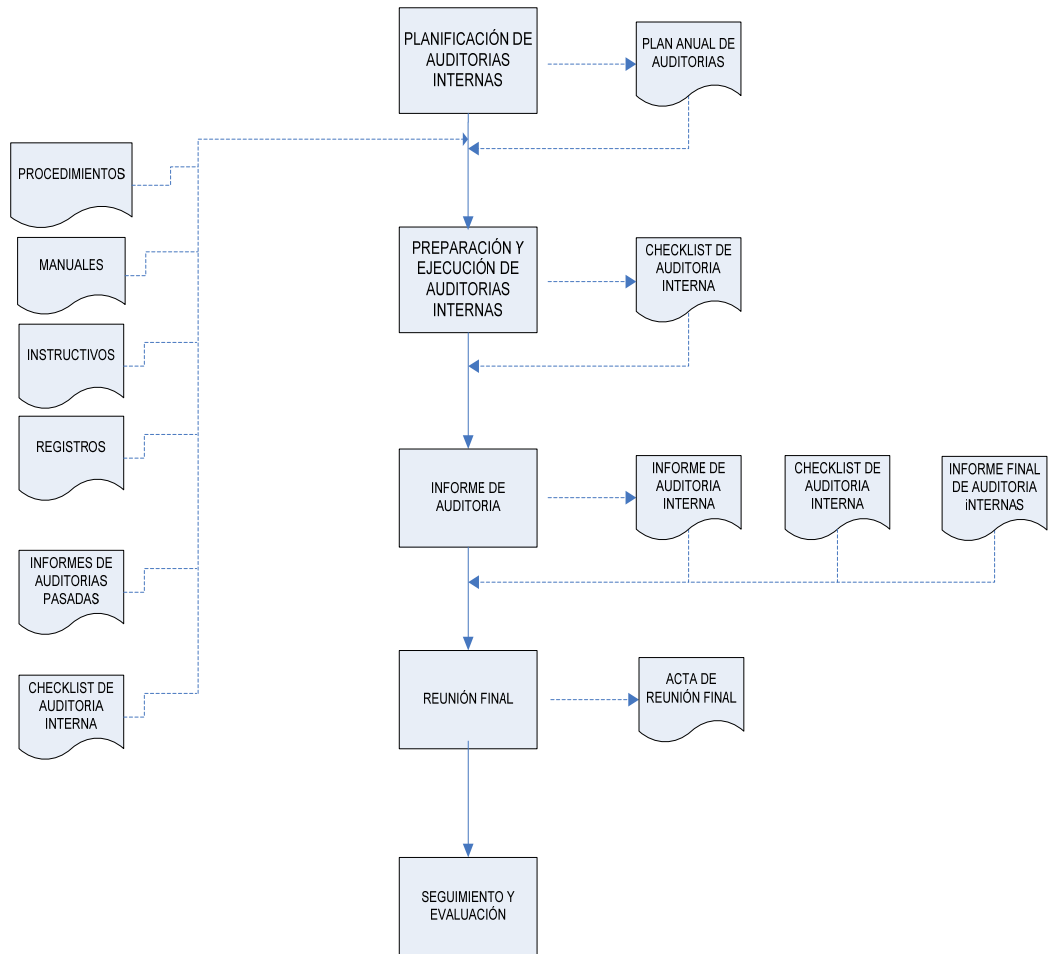 PLANIFICACIÓN DE
AUDITORIAS
INTERNAS
PLAN ANUAL DE
AUDITORIAS
PROCEDIMIENTOS
MANUALES
INSTRUCTIVOS
REGISTROS
INFORMES DE
AUDITORIAS
PASADAS
CHECKLIST DE
AUDITORIA
INTERNA
PREPARACIÓN Y
EJECUCIÓN DE
AUDITORIAS
INTERNAS
CHECKLIST DE
AUDITORIA
INTERNA
INFORME DE
AUDITORIA
INFORME DE
AUDITORIA
INTERNA
CHECKLIST DE
AUDITORIA
INTERNA
INFORME FINAL
DE AUDITORIA
iNTERNAS
REUNIÓN FINAL
ACTA DE
REUNIÓN FINAL
SEGUIMIENTO Y
EVALUACIÓN